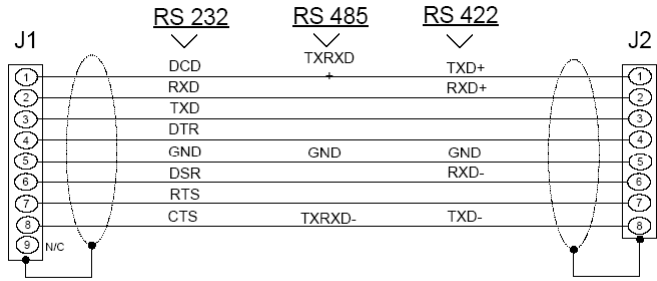 RS 232 RS 485 RS 422
J1 J2
DCD TXRXD TXD+
+
1 1
RXD RXD+
2 2
TXD
3 3
DTR
4 4
GND GND GND
5 5
DSR RXD-
6 6
RTS
7 7
CTS TXRXD- TXD-
8 8
9 N/C